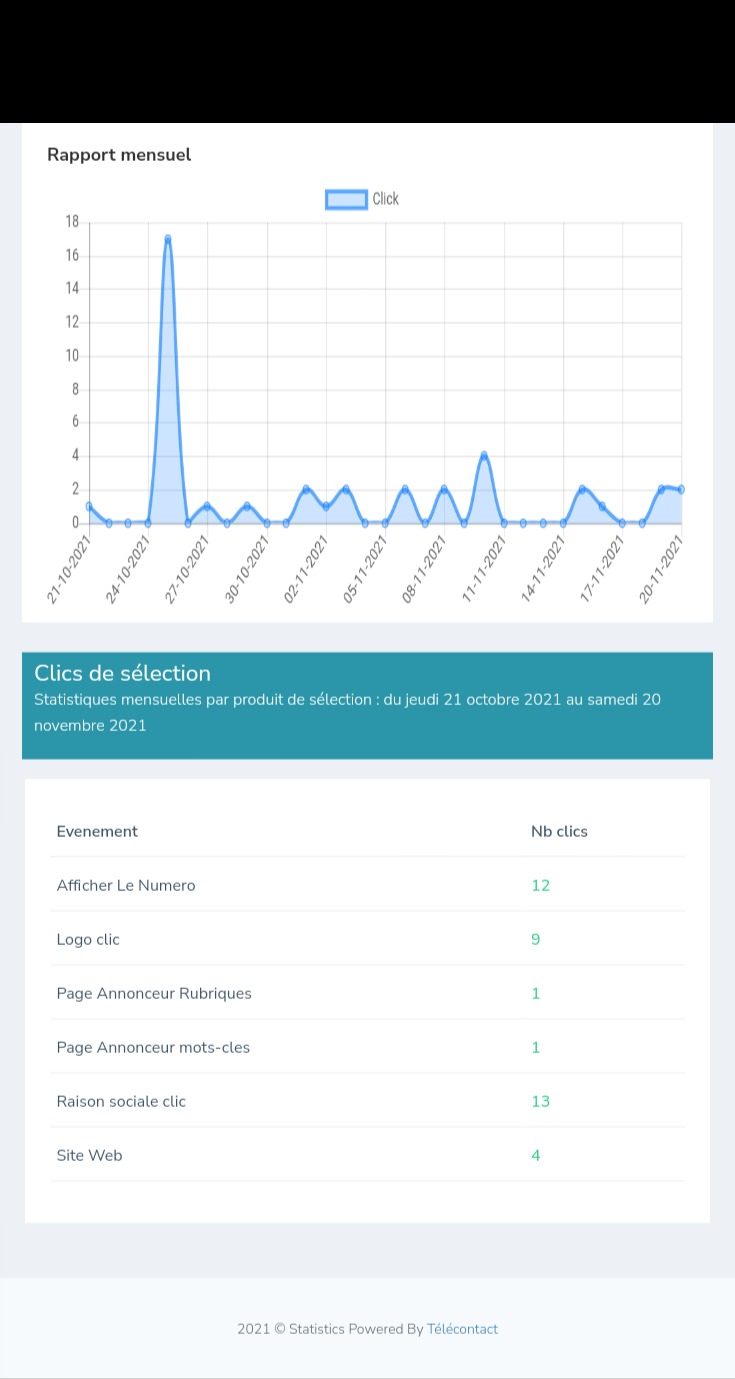 Rapport mensuel
Click
18
16
14
12
10
8
6
4
2
0
21-10-2021
24-10-2021
27-10-2021
30-10-2021
02-11-2021
05-11-2021
08-11-2021
11-11-2021
14-11-2021
17-11-2021
20-11-2021
Clics de sélection
Statistiques mensuelles par produit de sélection : du jeudi 21 octobre 2021 au samedi 20
novembre 2021
Evenement Nb clics
Afficher Le Numero 12
Logo clic 9
Page Annonceur Rubriques 1
Page Annonceur mots-cles 1
Raison sociale clic 13
Site Web 4
2021 © Statistics Powered By Télécontact